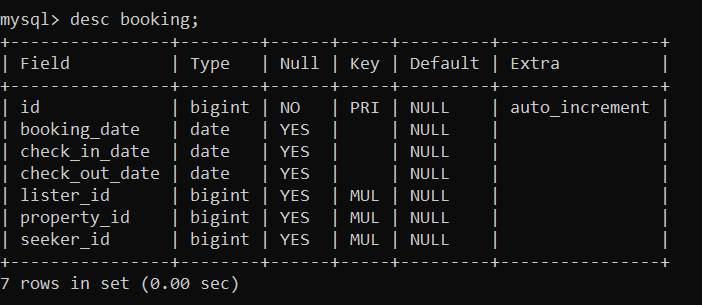 mysql> desc booking;
+----------------+--------+------+-----+---------+----------------+
| Field          | Type   | Null | Key | Default | Extra          |
+----------------+--------+------+-----+---------+----------------+
| id             | bigint | NO   | PRI | NULL    | auto_increment |
| booking_date   | date   | YES  |     | NULL    |                |
| check_in_date  | date   | YES  |     | NULL    |                |
| check_out_date | date   | YES  |     | NULL    |                |
| lister_id      | bigint | YES  | MUL | NULL    |                |
| property_id    | bigint | YES  | MUL | NULL    |                |
| seeker_id      | bigint | YES  | MUL | NULL    |                |
+----------------+--------+------+-----+---------+----------------+
7 rows in set (0.00 sec)